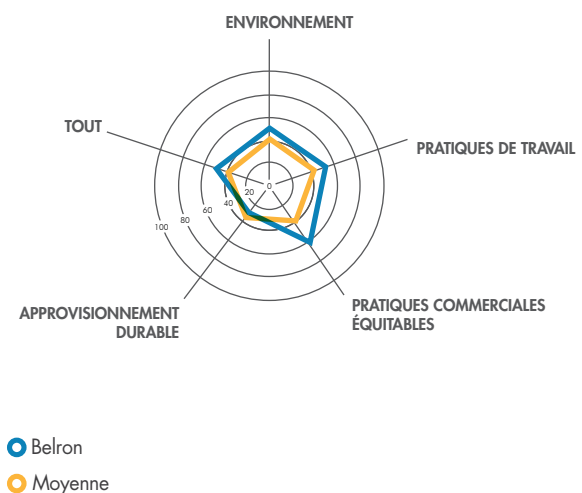 ENVIRONNEMENT
TOUT
PRATIQUES DE TRAVAIL
0
20
40
60
80
100
APPROVISIONNEMENT
DURABLE
PRATIQUES COMMERCIALES
ÉQUITABLES
Belron
Moyenne